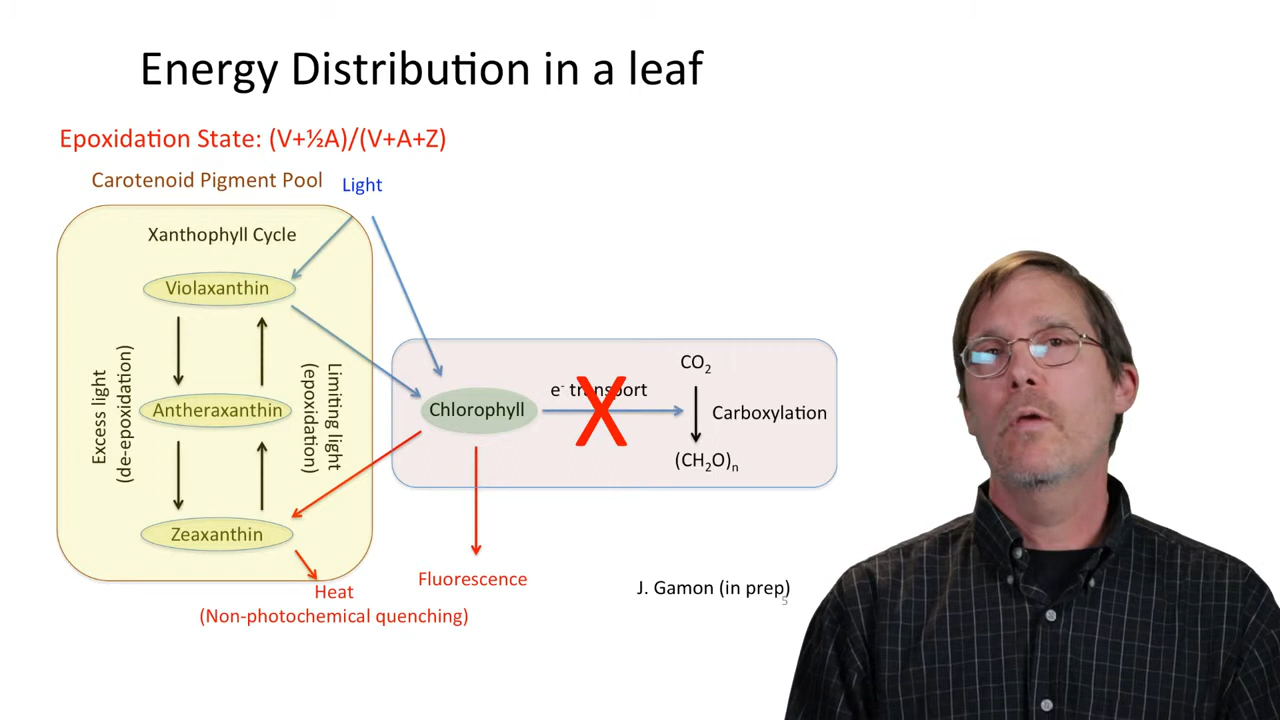 Energy Distribution in a leaf
Epoxidation State: (V+½A)/(V+A+Z)
Carotenoid Pigment Pool
Light
Xanthophyll Cycle
Violaxanthin
Excess light
(de-epoxidation)
Limiting light
(epoxidation)
Antheraxanthin
Zeaxanthin
Heat
(Non-photochemical quenching)
Chlorophyll
e- transport
X
CO2
Carboxylation
(CH2O)n
Fluorescence
J. Gamon (in prep)
5